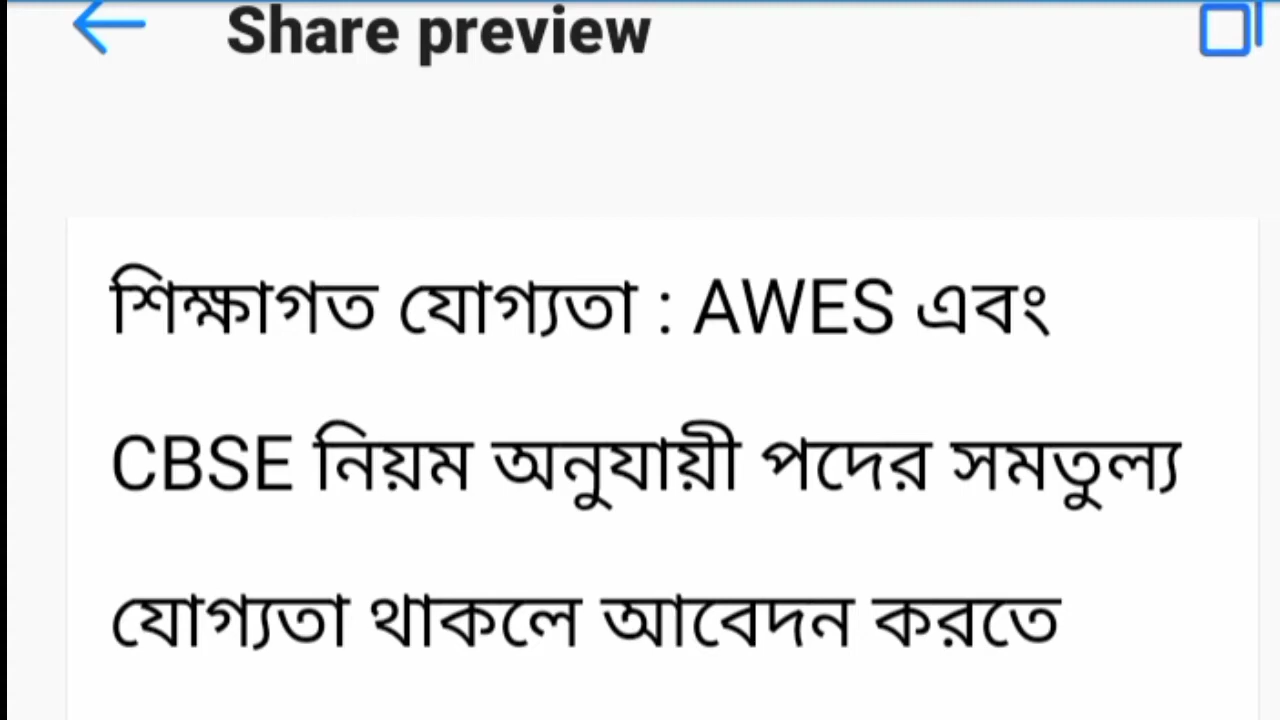 Share preview
শিক্ষাগত যোগ্যতা : AWES এবং
CBSE নিয়ম অনুযায়ী পদের সমতুল্য
যোগ্যতা থাকলে আবেদন করতে